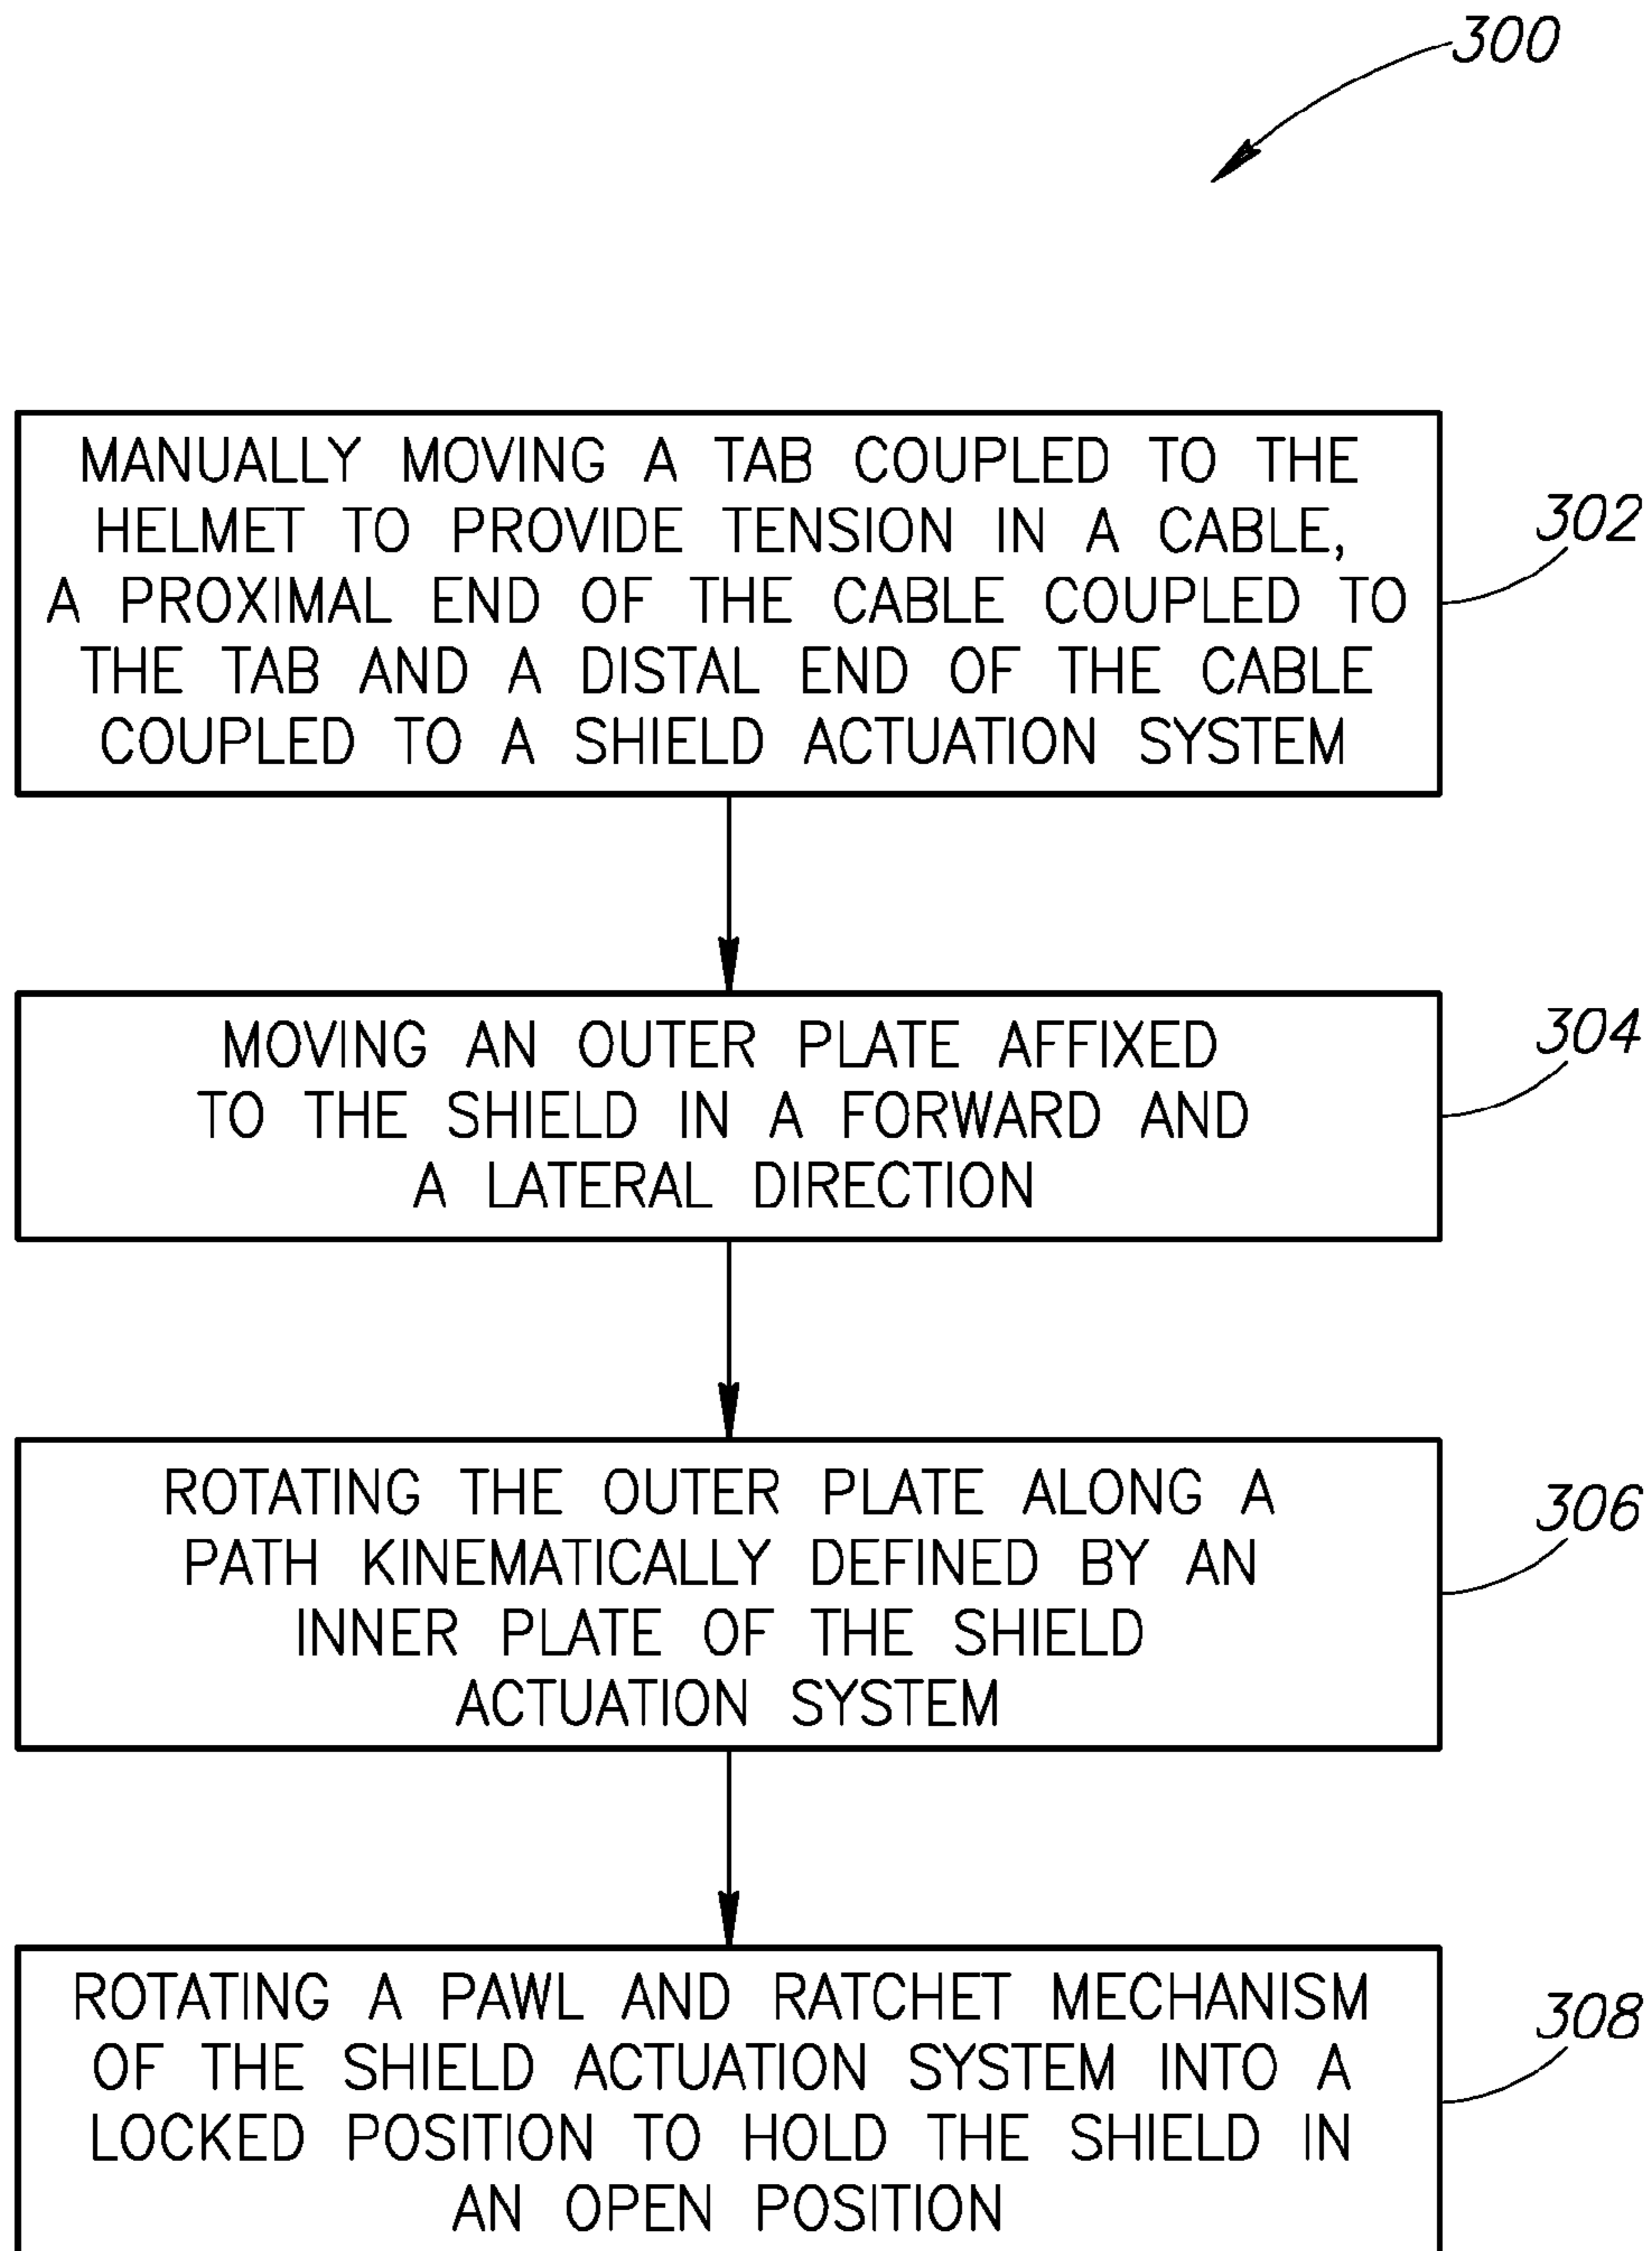 300
MANUALLY MOVING A TAB COUPLED TO THE
HELMET TO PROVIDE TENSION IN A CABLE,
A PROXIMAL END OF THE CABLE COUPLED TO
THE TAB AND A DISTAL END OF THE CABLE
COUPLED TO A SHIELD ACTUATION SYSTEM
302
MOVING AN OUTER PLATE AFFIXED
TO THE SHIELD IN A FORWARD AND
A LATERAL DIRECTION
304
ROTATING THE OUTER PLATE ALONG A
PATH KINEMATICALLY DEFINED BY AN
INNER PLATE OF THE SHIELD
ACTUATION SYSTEM
306
ROTATING A PAWL AND RATCHET MECHANISM
OF THE SHIELD ACTUATION SYSTEM INTO A
LOCKED POSITION TO HOLD THE SHIELD IN
AN OPEN POSITION
308